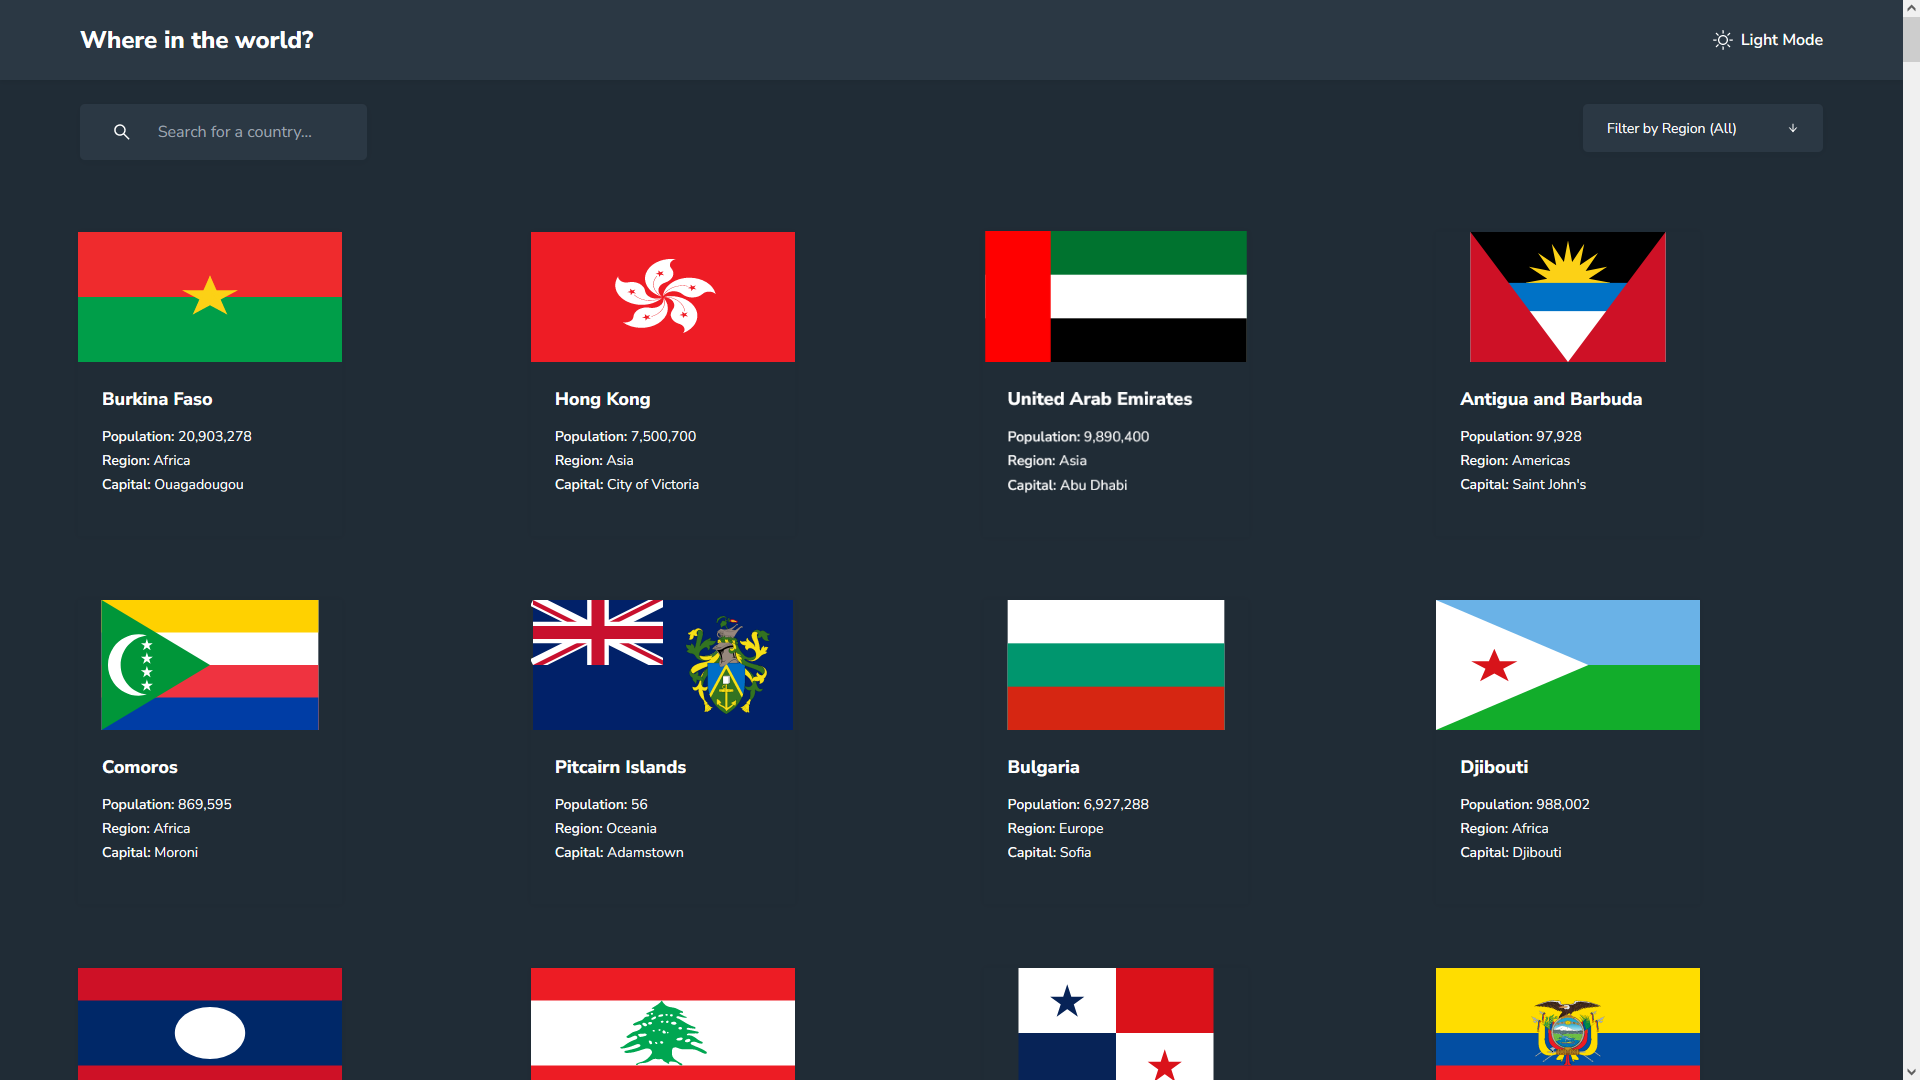 Where in the world?
Light Mode
Search for a country...
Filter by Region (All)
Burkina Faso
Population: 20,903,278
Region: Africa
Capital: Ouagadougou
Hong Kong
Population: 7,500,700
Region: Asia
Capital: City of Victoria
United Arab Emirates
Population: 9,890,400
Region: Asia
Capital: Abu Dhabi
Antigua and Barbuda
Population: 97,928
Region: Americas
Capital: Saint John's
Comoros
Population: 869,595
Region: Africa
Capital: Moroni
Pitcairn Islands
Population: 56
Region: Oceania
Capital: Adamstown
Bulgaria
Population: 6,927,288
Region: Europe
Capital: Sofia
Djibouti
Population: 988,002
Region: Africa
Capital: Djibouti